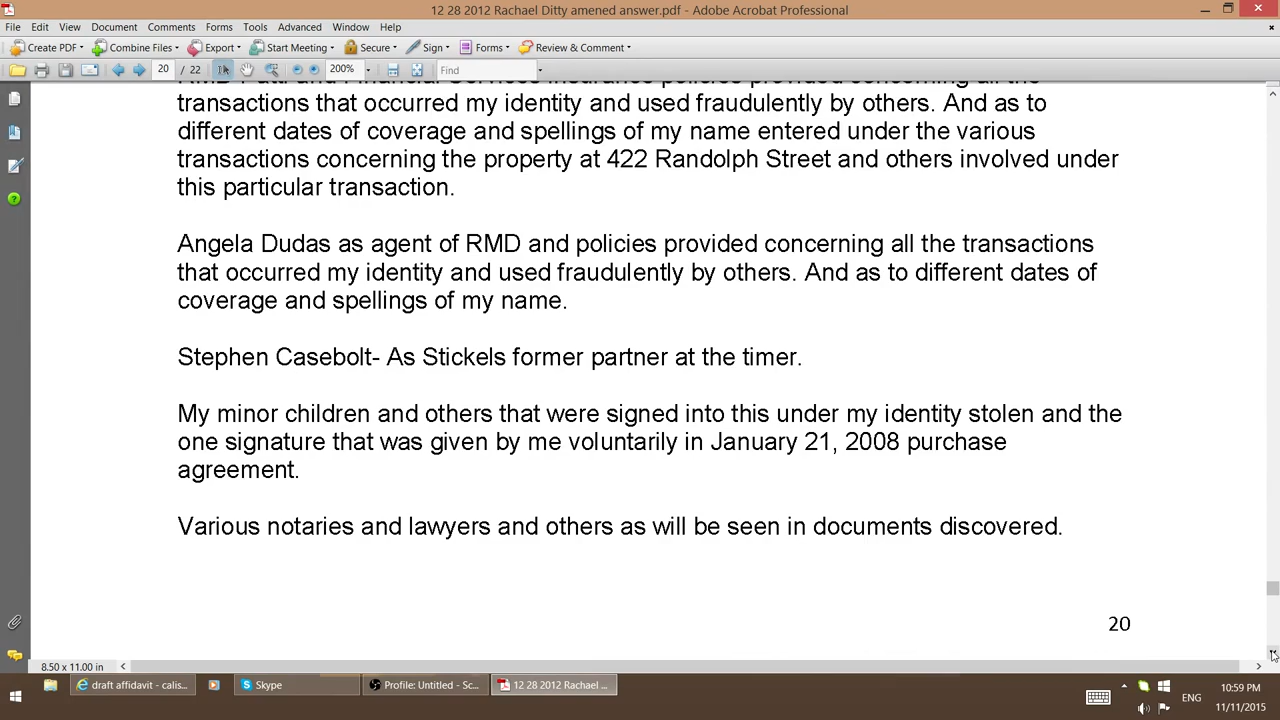 12 28 2012 Rachael Ditty amened answer.pdf - Adobe Acrobat Professional
File Edit View Document Comments Forms Tools Advanced Window Help
Create PDF Combine Files Export Start Meeting Secure Sign Forms Review & Comment
20 / 22 200% Find
transactions that occurred my identity and used fraudulently by others. And as to
different dates of coverage and spellings of my name entered under the various
transactions concerning the property at 422 Randolph Street and others involved under
this particular transaction.
Angela Dudas as agent of RMD and policies provided concerning all the transactions
that occurred my identity and used fraudulently by others. And as to different dates of
coverage and spellings of my name.
Stephen Casebolt- As Stickels former partner at the timer.
My minor children and others that were signed into this under my identity stolen and the
one signature that was given by me voluntarily in January 21, 2008 purchase
agreement.
Various notaries and lawyers and others as will be seen in documents discovered.
20
8.50 x 11.00 in
draft affidavit - calis... Skype Profile: Untitled - Sc... 12 28 2012 Rachael ... ENG 10:59 PM
11/11/2015